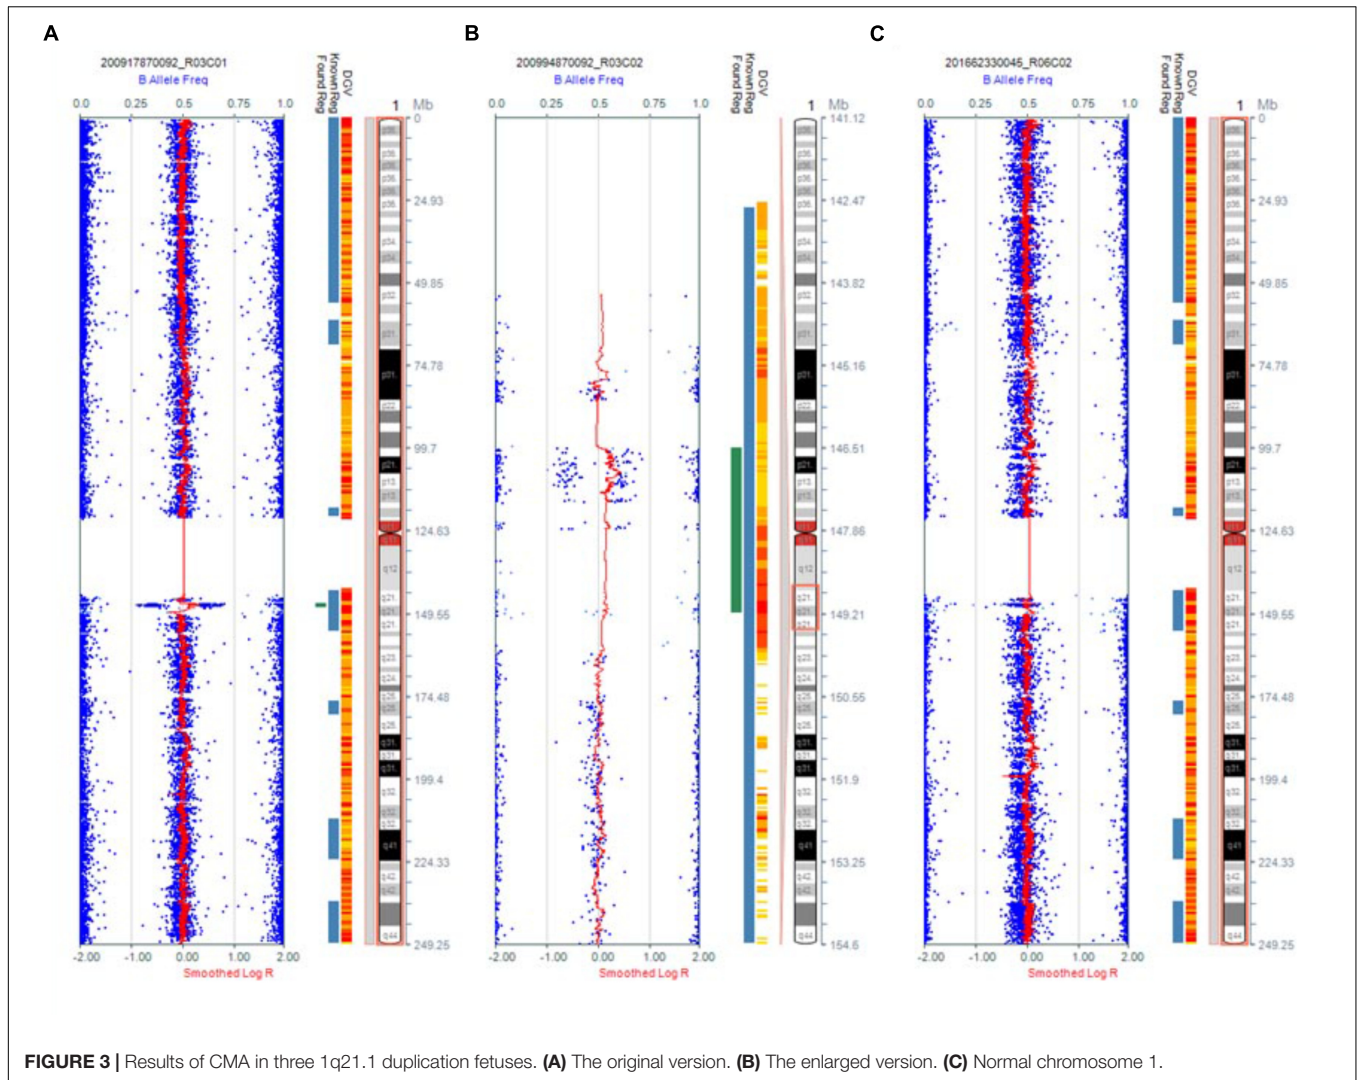 A
B
C
200917870092_R03C01
B Allele Freq
0.0 0.25 0.5 0.75 1.0
Found Reg
Known Reg
DGV
1 Mb
0
24.93
49.85
74.78
99.7
124.63
149.55
174.48
199.4
224.33
249.25
-2.00 -1.00 0.00 1.00 2.00
Smoothed Log R
200994870092_R03C02
B Allele Freq
0.0 0.25 0.5 0.75 1.0
Found Reg
Known Reg
DGV
1 Mb
141.12
142.47
143.82
145.16
146.51
147.86
149.21
150.55
151.9
153.25
154.6
-2.00 -1.00 0.00 1.00 2.00
Smoothed Log R
201662330045_R06C02
B Allele Freq
0.0 0.25 0.5 0.75 1.0
Found Reg
Known Reg
DGV
1 Mb
0
24.93
49.85
74.78
99.7
124.63
149.55
174.48
199.4
224.33
249.25
-2.00 -1.00 0.00 1.00 2.00
Smoothed Log R
FIGURE 3 | Results of CMA in three 1q21.1 duplication fetuses. (A) The original version. (B) The enlarged version. (C) Normal chromosome 1.